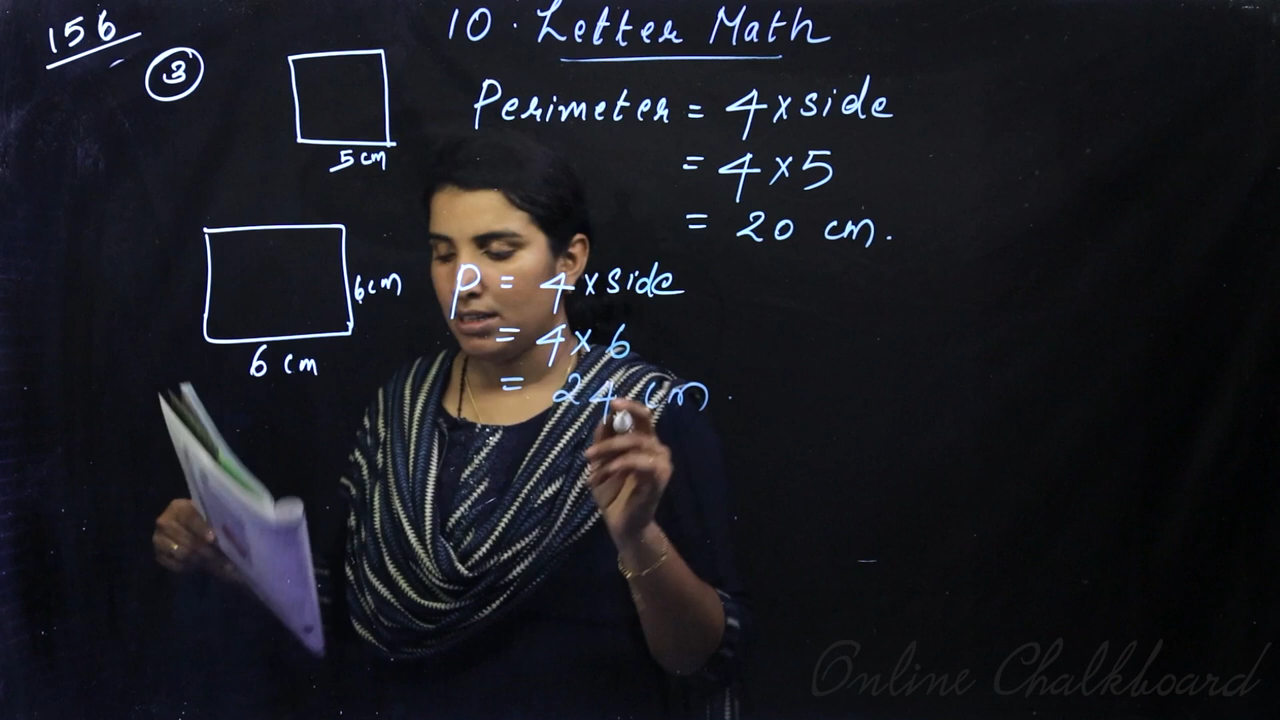 156
10. Letter Math
3
5 cm
Perimeter = 4 x side
= 4 x 5
= 20 cm.
6 cm
6 cm
P = 4 x side
= 4 x 6
= 24 cm.
Online Chalkboard